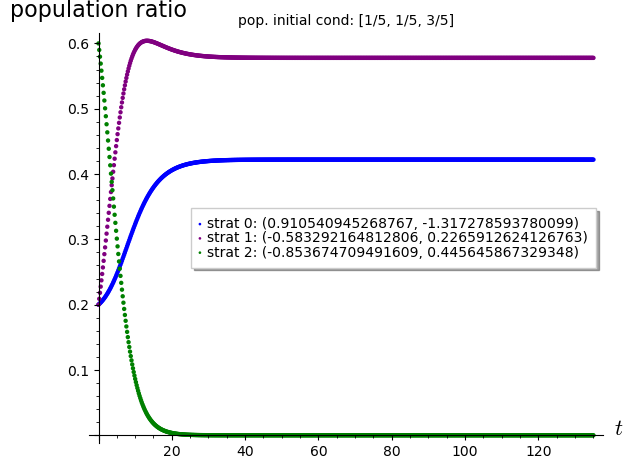 population ratio
pop. initial cond: [1/5, 1/5, 3/5]
0.6
0.5
0.4
0.3
0.2
0.1
strat 0: (0.910540945268767, -1.317278593780099)
strat 1: (-0.583292164812806, 0.2265912624126763)
strat 2: (-0.853674709491609, 0.445645867329348)
20 40 60 80 100 120
t